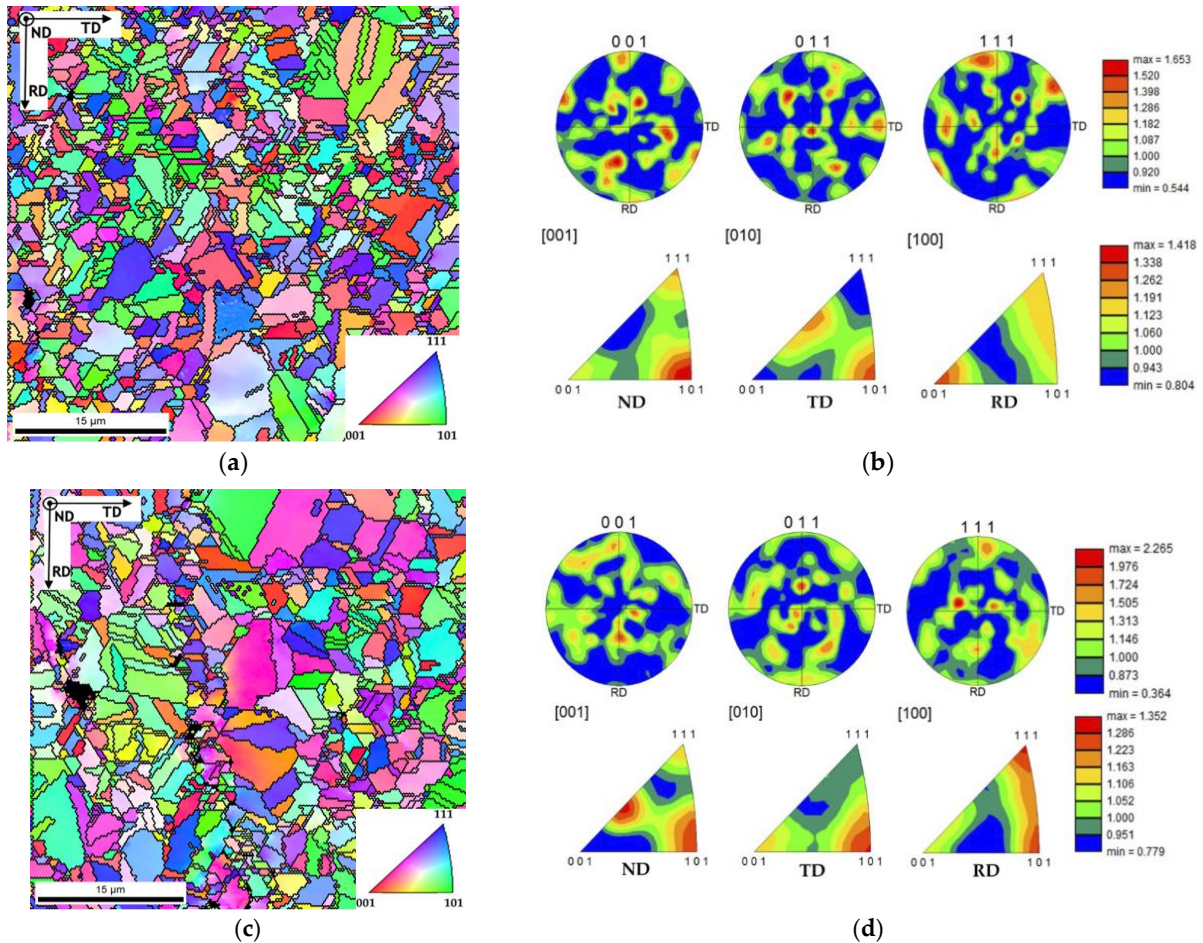 ND
TD
RD
111
001
101
15 µm
(a)
0 0 1
0 1 1
1 1 1
TD
TD
TD
RD
RD
RD
max = 1.653
1.520
1.398
1.286
1.182
1.087
1.000
0.920
min = 0.544
[001]
[010]
[100]
1 1 1
1 1 1
1 1 1
0 0 1
1 0 1
0 0 1
1 0 1
0 0 1
1 0 1
ND
TD
RD
max = 1.418
1.338
1.262
1.191
1.123
1.060
1.000
0.943
min = 0.804
(b)
ND
TD
RD
111
001
101
15 µm
(c)
0 0 1
0 1 1
1 1 1
TD
TD
TD
RD
RD
RD
max = 2.265
1.976
1.724
1.505
1.313
1.146
1.000
0.873
min = 0.364
[001]
[010]
[100]
1 1 1
1 1 1
1 1 1
0 0 1
1 0 1
0 0 1
1 0 1
0 0 1
1 0 1
ND
TD
RD
max = 1.352
1.286
1.223
1.163
1.106
1.052
1.000
0.951
min = 0.779
(d)